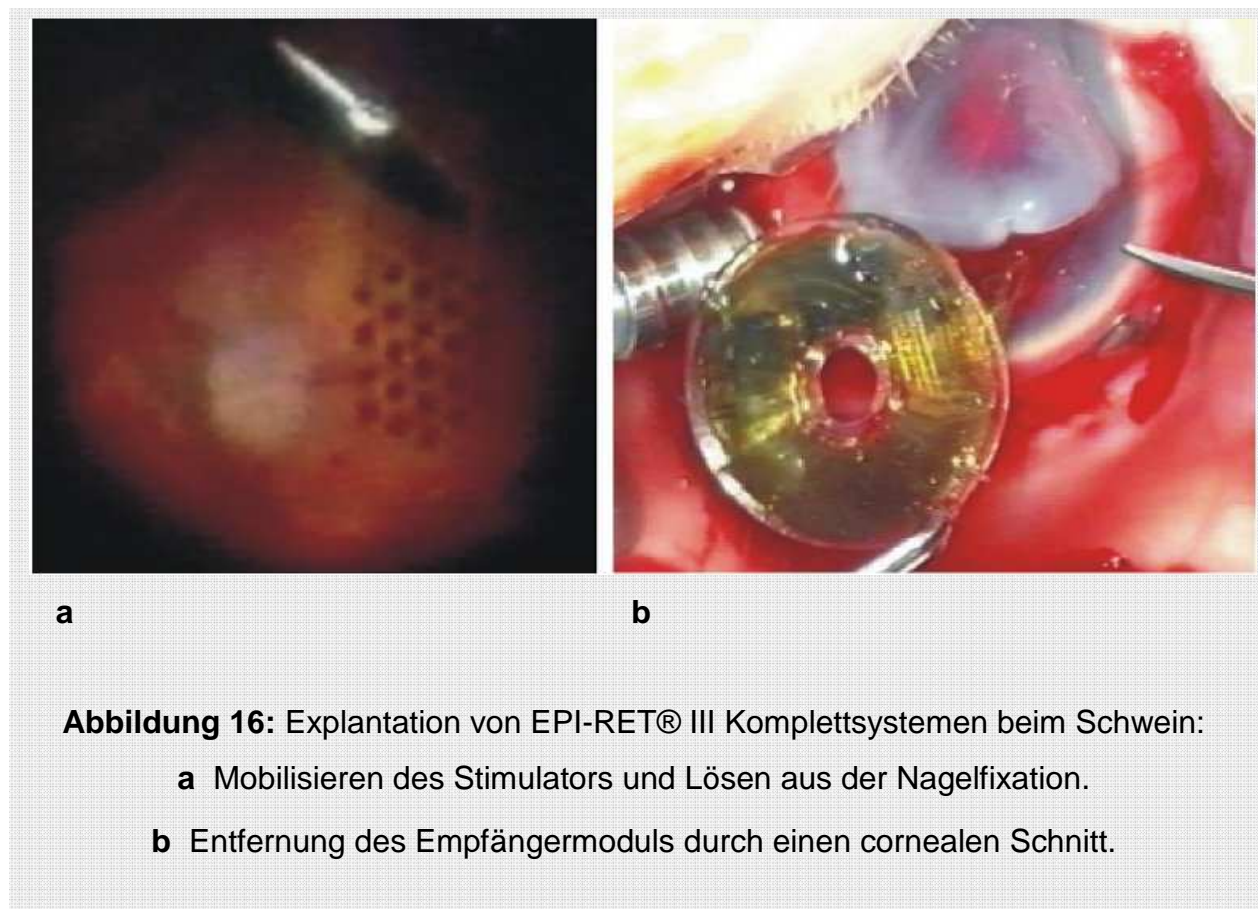 a b
Abbildung 16: Explantation von EPI-RET® III Komplettsystemen beim Schwein:
a Mobilisieren des Stimulators und Lösen aus der Nagelfixation.
b Entfernung des Empfängermoduls durch einen cornealen Schnitt.